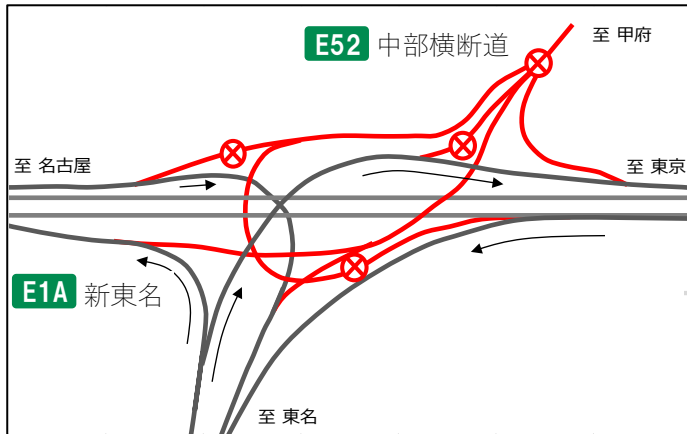 E52 中部横断道
至 甲府
至 名古屋
至 東京
E1A 新東名
至 東名